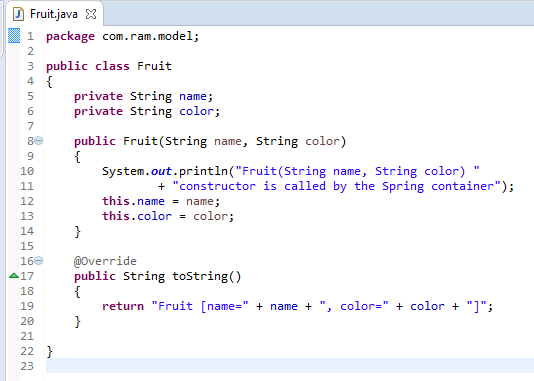 Fruit.java
1 package com.ram.model;
2
3 public class Fruit
4 {
5     private String name;
6     private String color;
7
8     public Fruit(String name, String color)
9     {
10         System.out.println("Fruit(String name, String color) "
11                 + "constructor is called by the Spring container");
12         this.name = name;
13         this.color = color;
14     }
15
16     @Override
17     public String toString()
18     {
19         return "Fruit [name=" + name + ", color=" + color + "]";
20     }
21
22 }
23